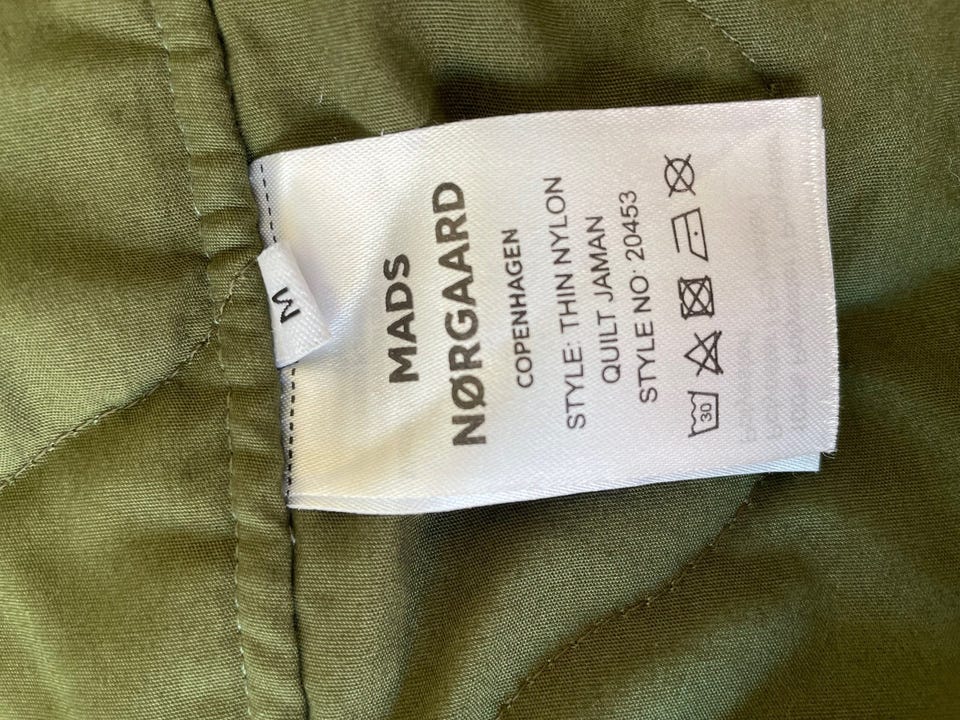 M
MADS
NØRGAARD
COPENHAGEN
STYLE: THIN NYLON
QUILT JAMAN
STYLE NO: 20453
30